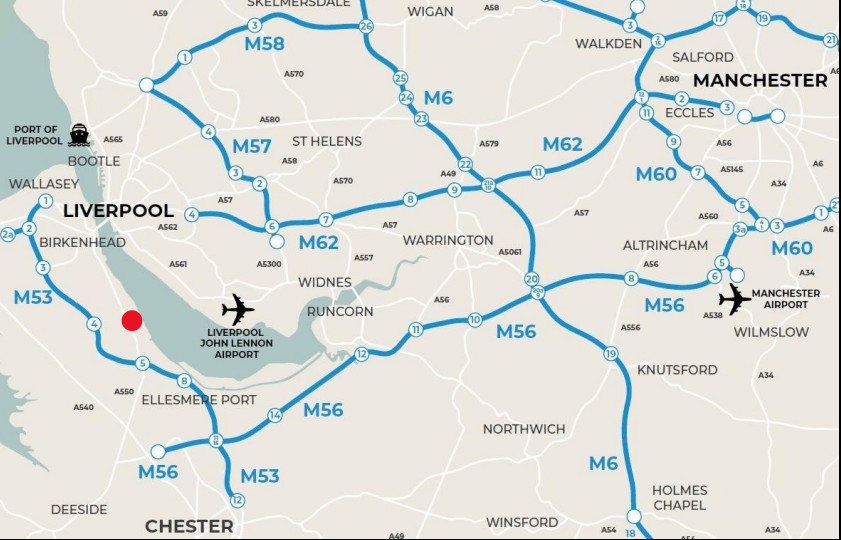 SKELMERSDALE
A59
WIGAN
A58
3
26
3
17
18
19
21
WALKDEN
M58
1
SALFORD
A570
25
A580
MANCHESTER
24
M6
2
3
23
11
ECCLES
PORT OF
LIVERPOOL
A565
4
A580
ST HELENS
A579
M62
9
A56
M57
BOOTLE
A58
22
A49
M60
7
A5145
A6
WALLASEY
3
2
A570
11
A34
1
A57
8
9
LIVERPOOL
4
5
A560
1
2
A562
6
7
A57
A57
3a
3
A6
2a
2
BIRKENHEAD
M62
WARRINGTON
ALTRINCHAM
M60
3
A561
A5300
A557
A5061
A56
5
6
A34
M53
WIDNES
20
8
M56
MANCHESTER
AIRPORT
RUNCORN
A56
A538
4
LIVERPOOL
JOHN LENNON
AIRPORT
11
10
M56
A556
WILMSLOW
5
12
19
KNUTSFORD
8
A550
A34
A540
ELLESMERE PORT
14
M56
NORTHWICH
M56
M53
M6
12
HOLMES
CHAPEL
DEESIDE
CHESTER
WINSFORD
A49
A54
18
A54
A34